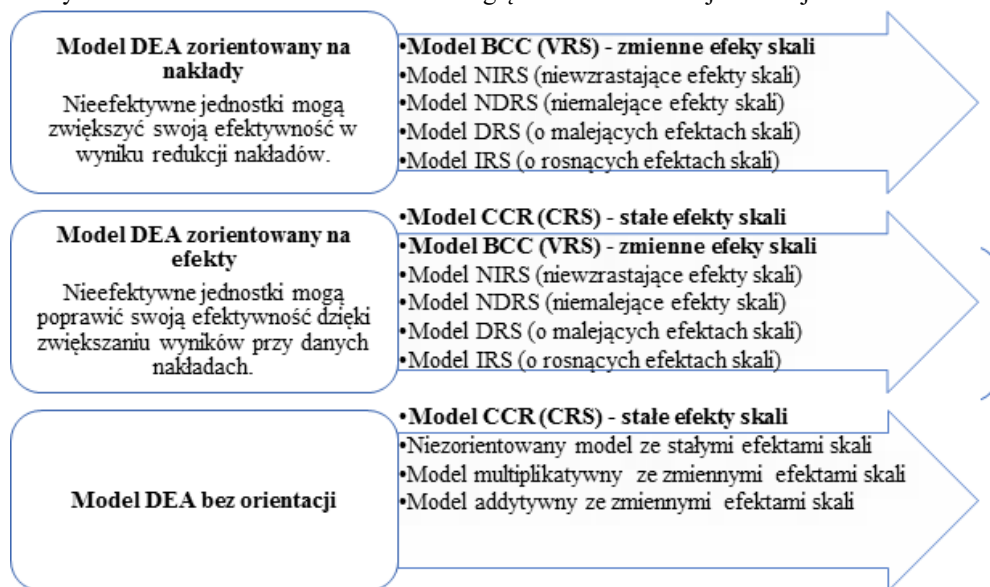 Model DEA zorientowany na
nakłady
Nieefektywne jednostki mogą
zwiększyć swoją efektywność w
wyniku redukcji nakładów.
•Model BCC (VRS) - zmienne efeky skali
•Model NIRS (niewzrastające efekty skali)
•Model NDRS (niemalejące efekty skali)
•Model DRS (o malejących efektach skali)
•Model IRS (o rosnących efektach skali)
Model DEA zorientowany na
efekty
Nieefektywne jednostki mogą
poprawić swoją efektywność dzięki
zwiększaniu wyników przy danych
nakładach.
•Model CCR (CRS) - stałe efekty skali
•Model BCC (VRS) - zmienne efeky skali
•Model NIRS (niewzrastające efekty skali)
•Model NDRS (niemalejące efekty skali)
•Model DRS (o malejących efektach skali)
•Model IRS (o rosnących efektach skali)
Model DEA bez orientacji
•Model CCR (CRS) - stałe efekty skali
•Niezorientowany model ze stałymi efektami skali
•Model multiplikatywny ze zmiennymi efektami skali
•Model addytywny ze zmiennymi efektami skali